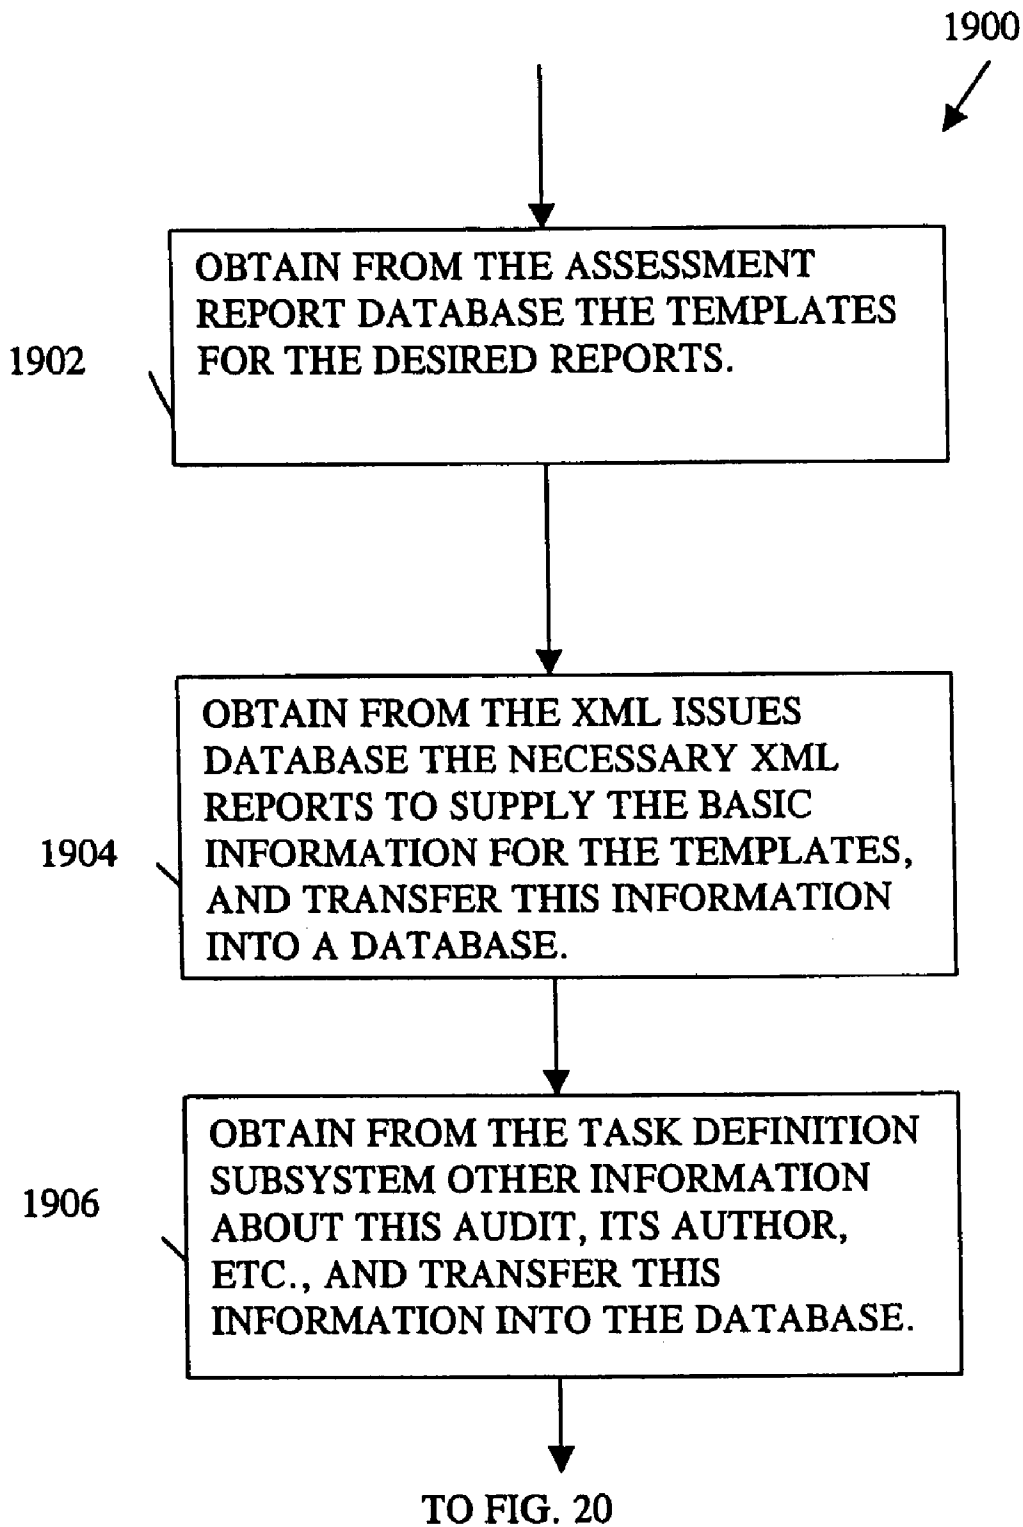 1900
OBTAIN FROM THE ASSESSMENT
REPORT DATABASE THE TEMPLATES
FOR THE DESIRED REPORTS.
1902
OBTAIN FROM THE XML ISSUES
DATABASE THE NECESSARY XML
REPORTS TO SUPPLY THE BASIC
INFORMATION FOR THE TEMPLATES,
AND TRANSFER THIS INFORMATION
INTO A DATABASE.
1904
OBTAIN FROM THE TASK DEFINITION
SUBSYSTEM OTHER INFORMATION
ABOUT THIS AUDIT, ITS AUTHOR,
ETC., AND TRANSFER THIS
INFORMATION INTO THE DATABASE.
1906
TO FIG. 20